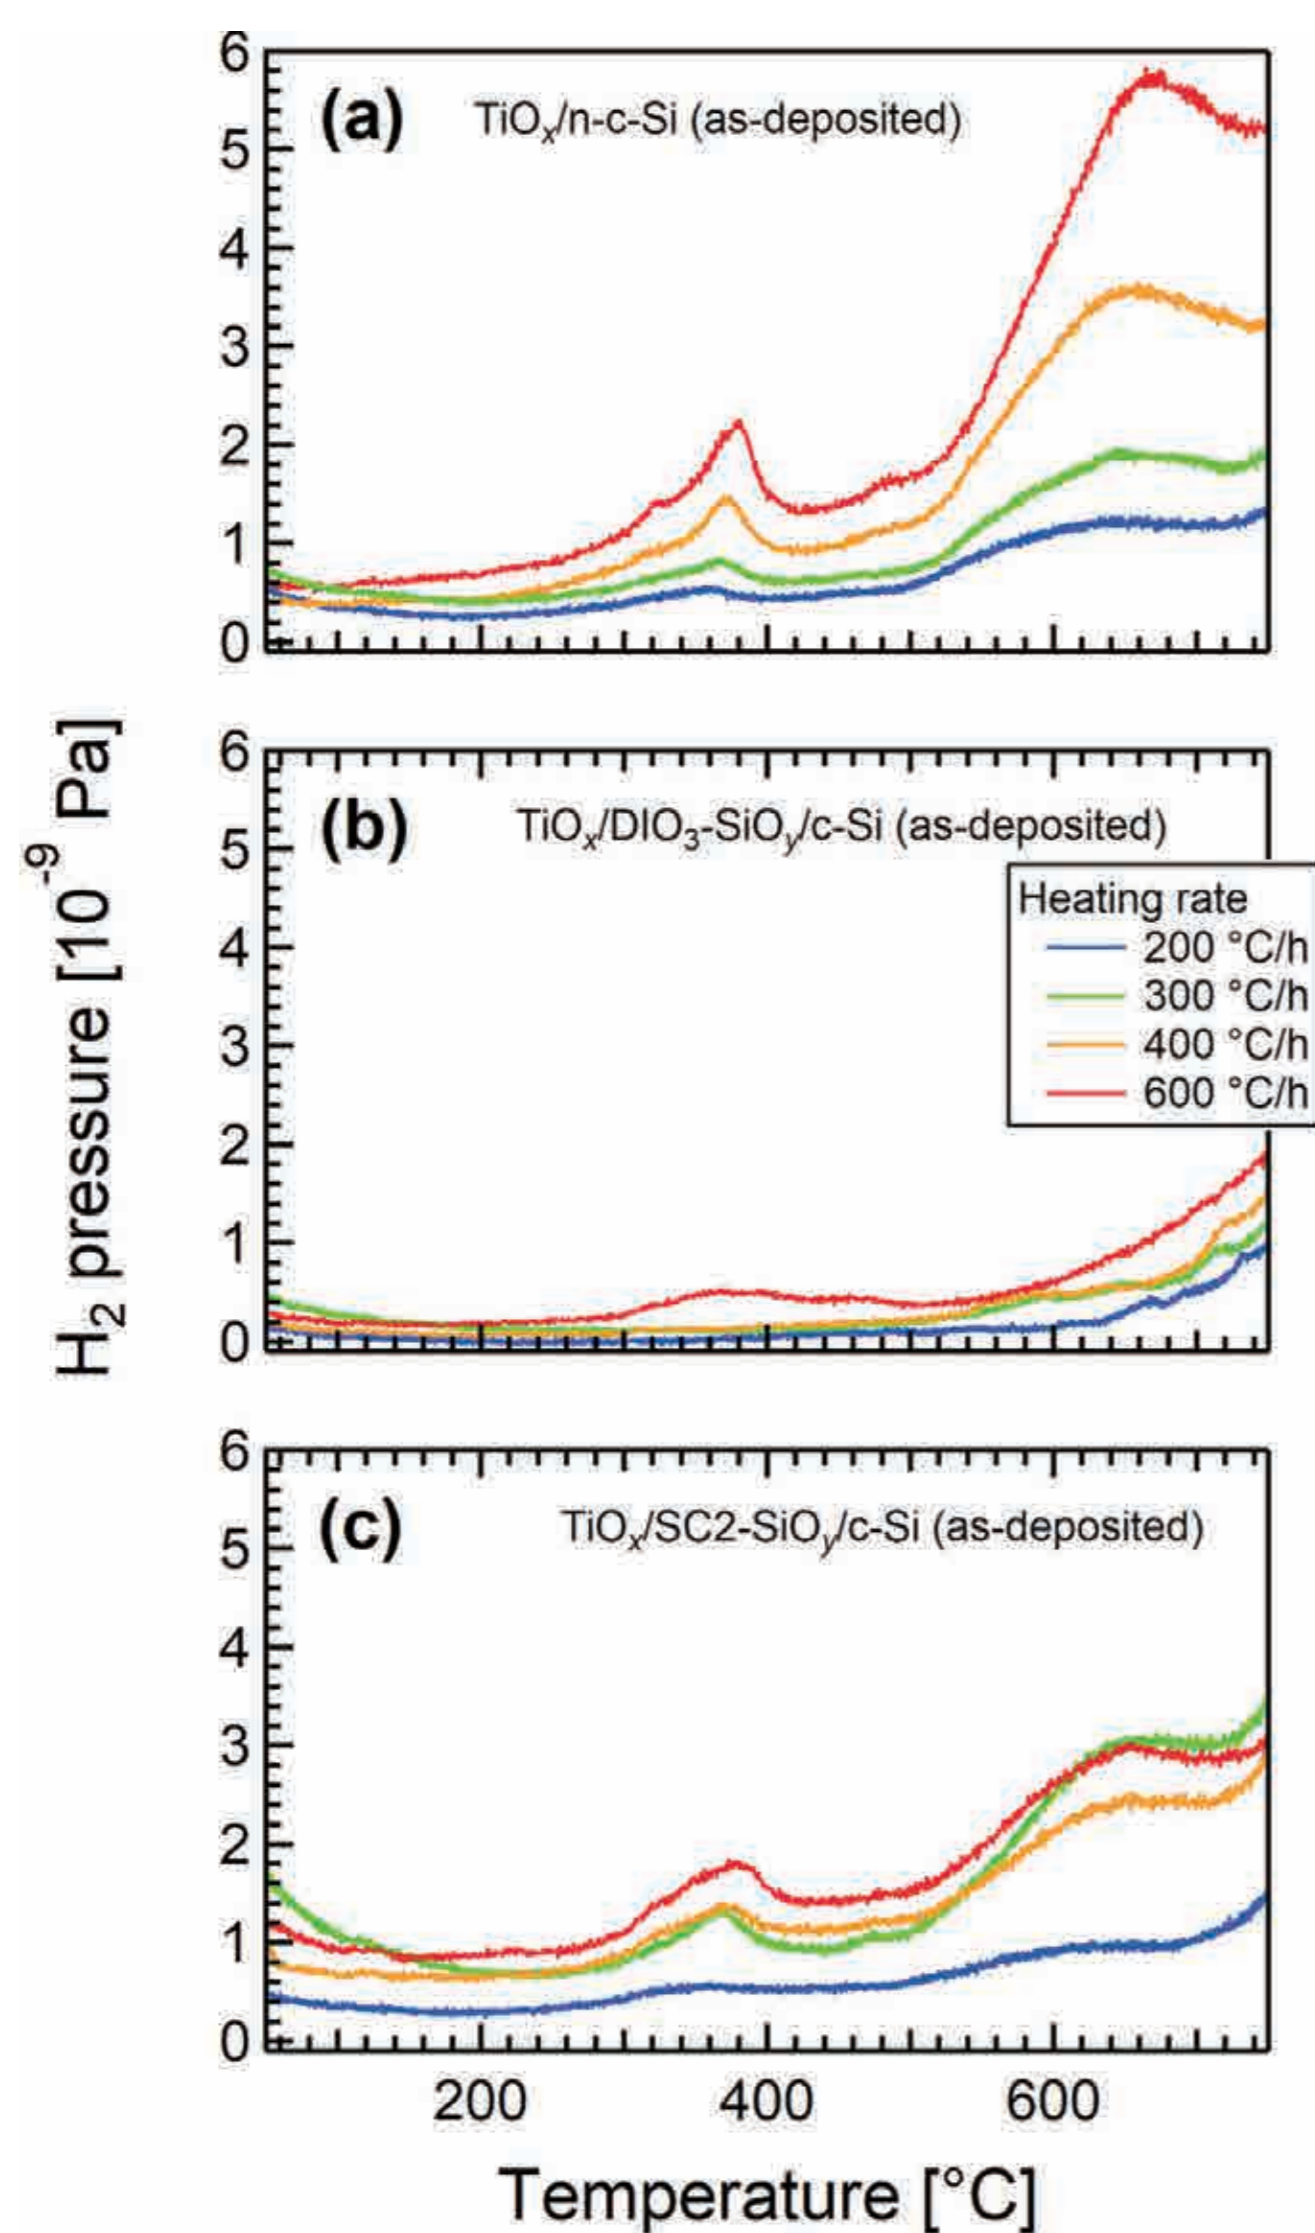 6
(a) TiOx/n-c-Si (as-deposited)
5
4
3
2
1
0
H2 pressure [10-9 Pa]
6
(b) TiOx/DIO3-SiOy/c-Si (as-deposited)
5
Heating rate
200 °C/h
300 °C/h
400 °C/h
600 °C/h
4
3
2
1
0
6
(c) TiOx/SC2-SiOy/c-Si (as-deposited)
5
4
3
2
1
0
200 400 600
Temperature [°C]